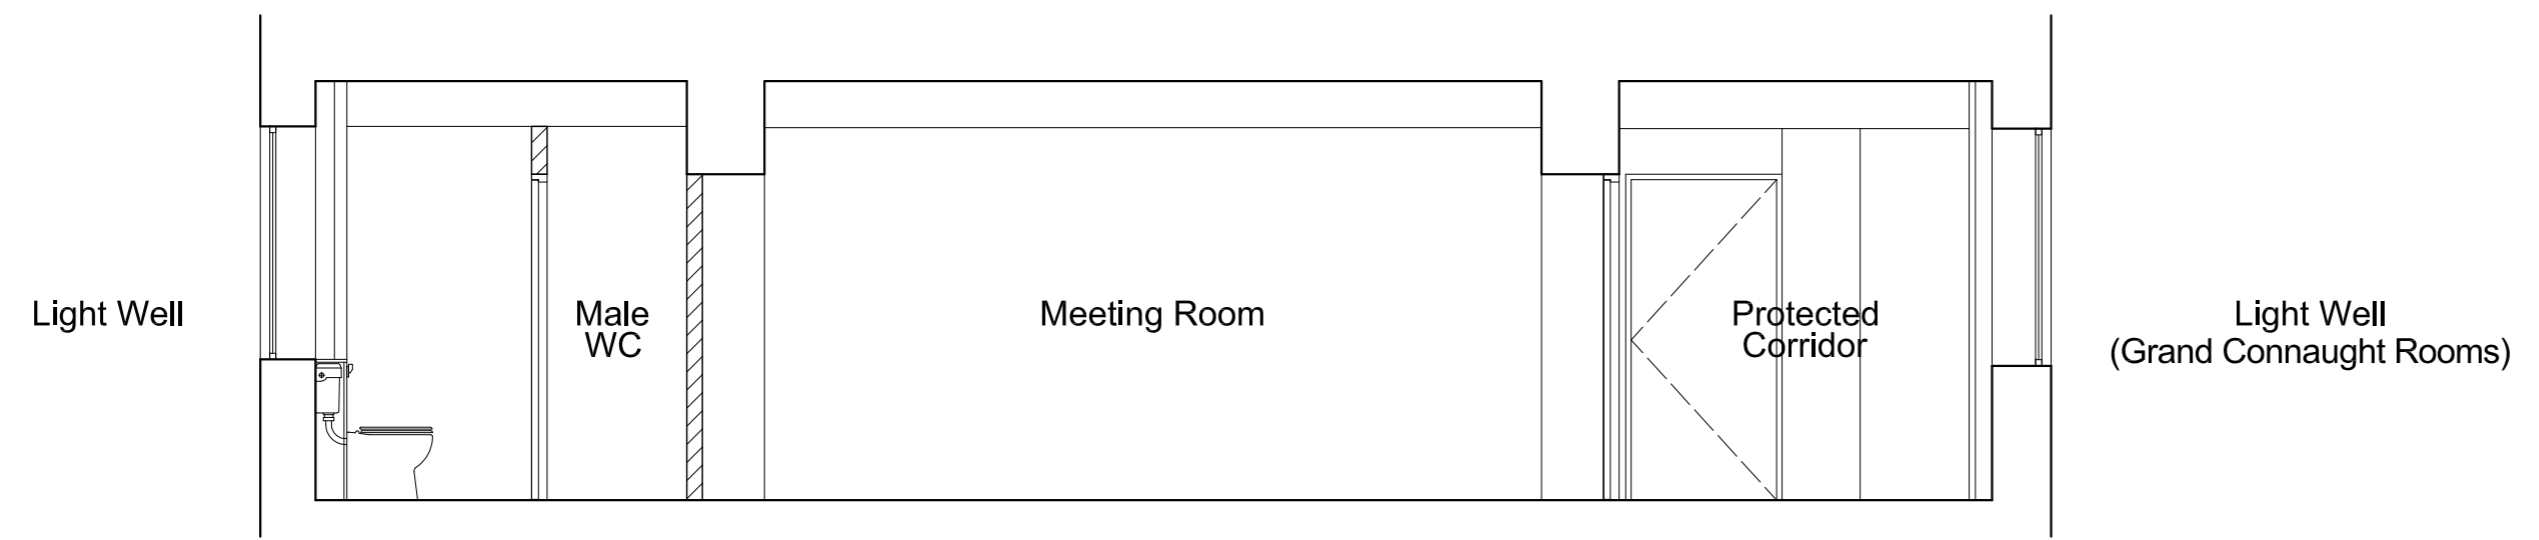 Light Well
Male
WC
Meeting Room
Protected
Corridor
Light Well
(Grand Connaught Rooms)